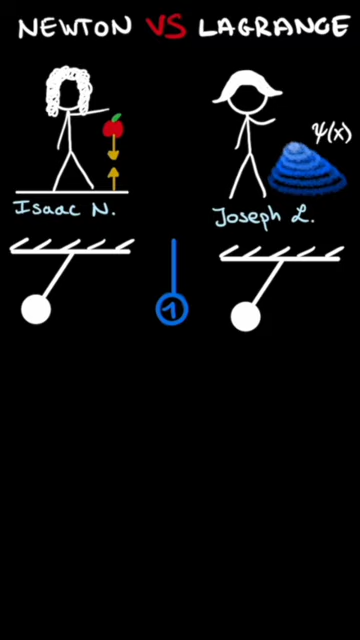 NEWTON VS LAGRANGE
Ψ(x)
Isaac N.
Joseph L.
1